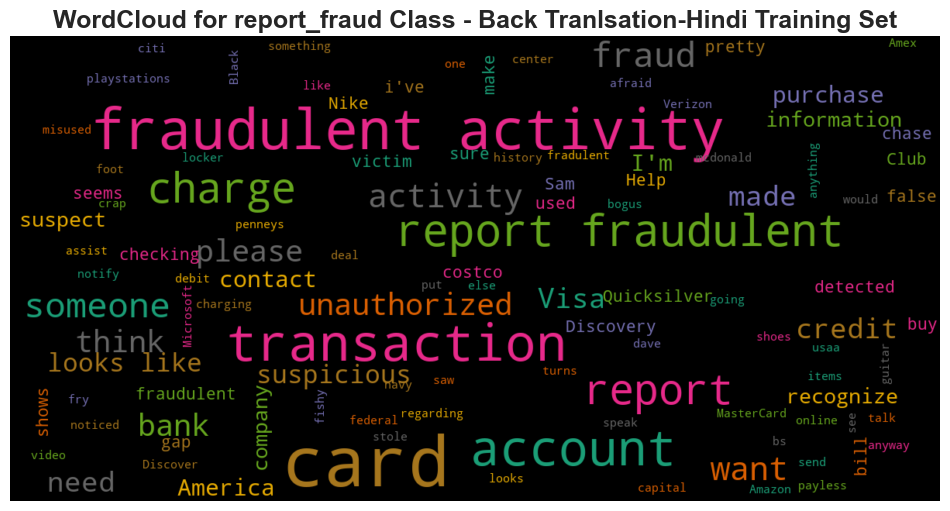 WordCloud for report_fraud Class - Back Tranlsation-Hindi Training Set
citi something fraud pretty Amex
playstations Black like i've one center make afraid purchase
misused fraudulent activity Nike Verizon information
foot locker victim sure history fradulent I'm mcdonald anything chase
seems crap charge activity Sam used Help bogus made would Club false
suspect penneys report fraudulent
assist checking please deal
notify debit contact costco put else detected
someone Microsoft charging unauthorized Visa Quicksilver going
think transaction Discovery dave shoes credit buy
looks like suspicious navy saw turns usaa guitar
shows fry fraudulent company fishy report items recognize
noticed bank gap federal regarding speak MasterCard online see talk
video Discover stole card looks account bs anyway
need America capital want Amazon send payless bill